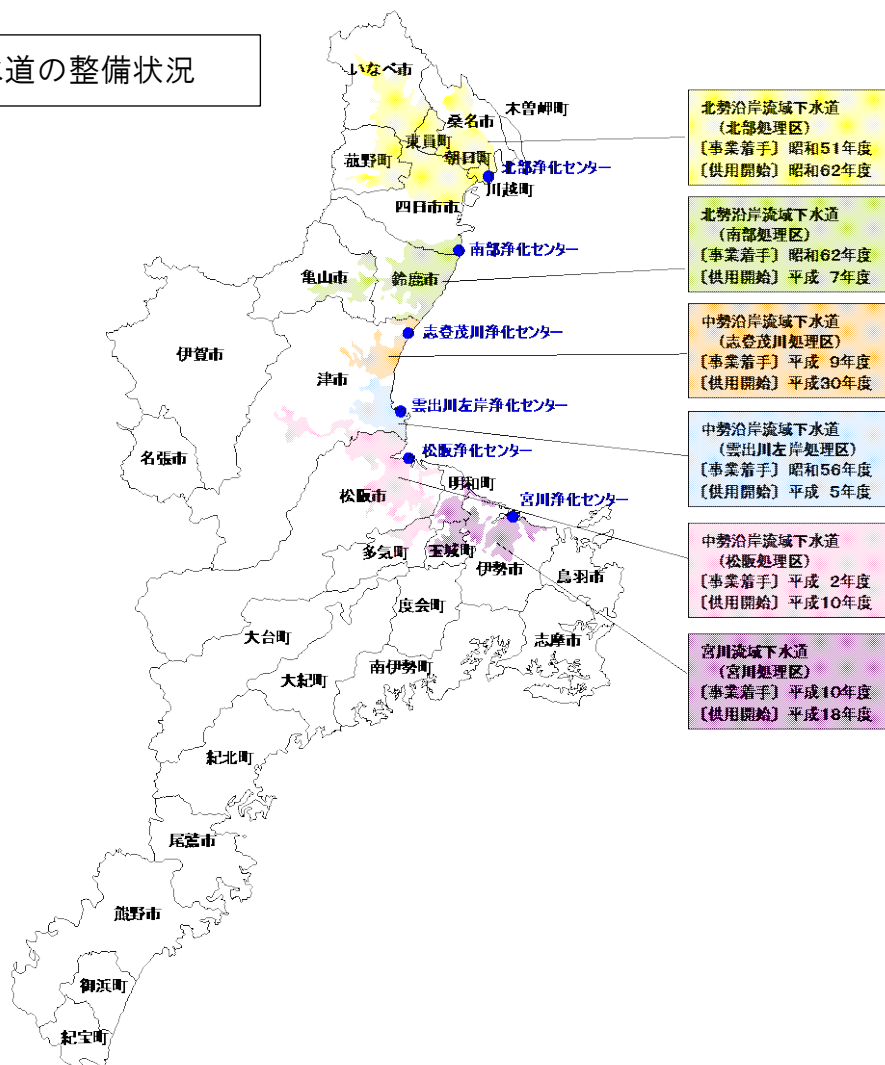 水道の整備状況
いなべ市
木曽岬町
桑名市
東員町
朝日町
菰野町
北部浄化センター
川越町
四日市市
南部浄化センター
亀山市
鈴鹿市
志登茂川浄化センター
伊賀市
津市
雲出川左岸浄化センター
松阪浄化センター
名張市
明和町
松阪市
宮川浄化センター
多気町
玉城町
伊勢市
鳥羽市
度会町
大台町
志摩市
南伊勢町
大紀町
紀北町
尾鷲市
熊野市
御浜町
紀宝町
北勢沿岸流域下水道
(北部処理区)
〔事業着手〕昭和51年度
〔供用開始〕昭和62年度
北勢沿岸流域下水道
(南部処理区)
〔事業着手〕昭和62年度
〔供用開始〕平成 7年度
中勢沿岸流域下水道
(志登茂川処理区)
〔事業着手〕平成 9年度
〔供用開始〕平成30年度
中勢沿岸流域下水道
(雲出川左岸処理区)
〔事業着手〕昭和56年度
〔供用開始〕平成 5年度
中勢沿岸流域下水道
(松阪処理区)
〔事業着手〕平成 2年度
〔供用開始〕平成10年度
宮川流域下水道
(宮川処理区)
〔事業着手〕平成10年度
〔供用開始〕平成18年度